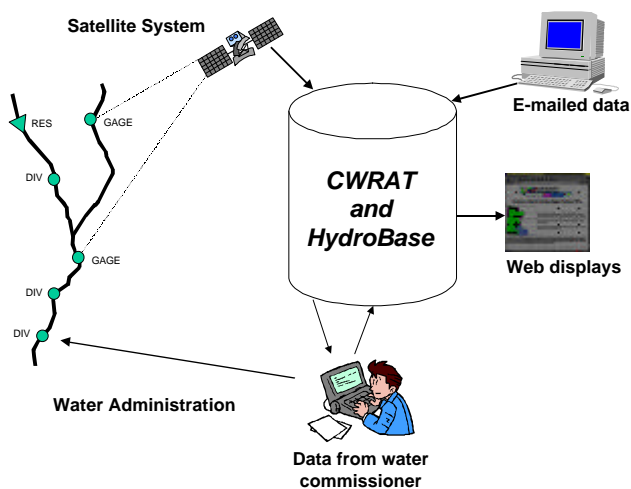 Satellite System
E-mailed data
RES
GAGE
DIV
CWRAT
and
HydroBase
Web displays
GAGE
DIV
DIV
Water Administration
Data from water
commissioner